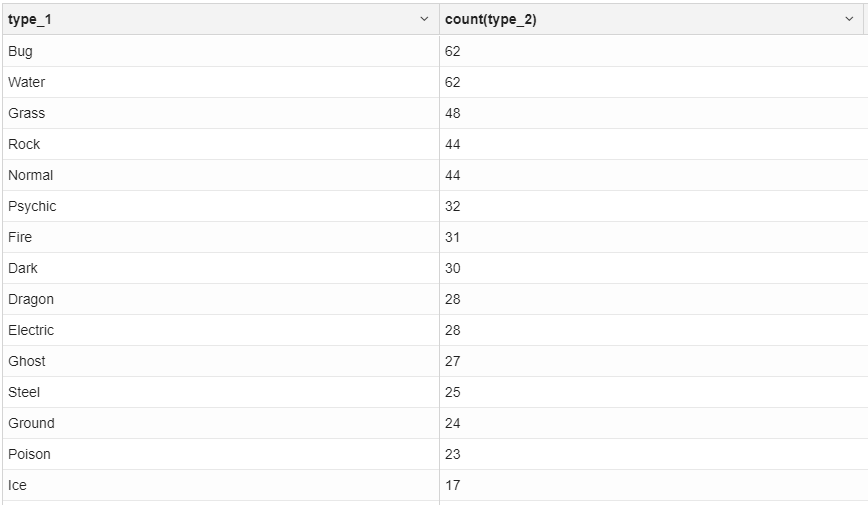 type_1 count(type_2)
Bug 62
Water 62
Grass 48
Rock 44
Normal 44
Psychic 32
Fire 31
Dark 30
Dragon 28
Electric 28
Ghost 27
Steel 25
Ground 24
Poison 23
Ice 17